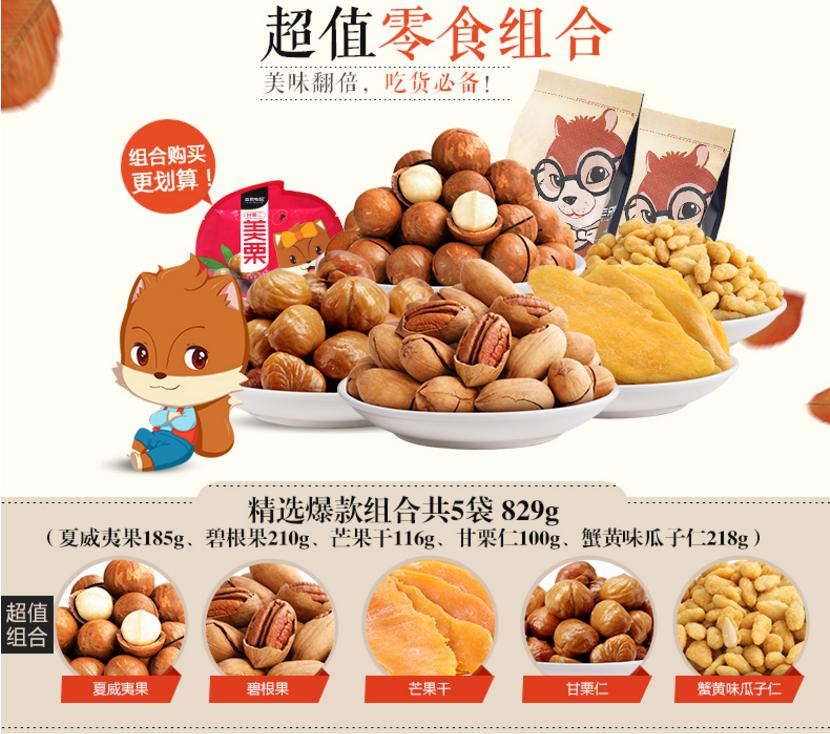 超值零食组合
美味翻倍，吃货必备！
组合购买
更划算！
甘栗仁
美栗
精选爆款组合共5袋 829g
（夏威夷果185g、碧根果210g、芒果干116g、甘栗仁100g、蟹黄味瓜子仁218g）
超值
组合
夏威夷果
碧根果
芒果干
甘栗仁
蟹黄味瓜子仁